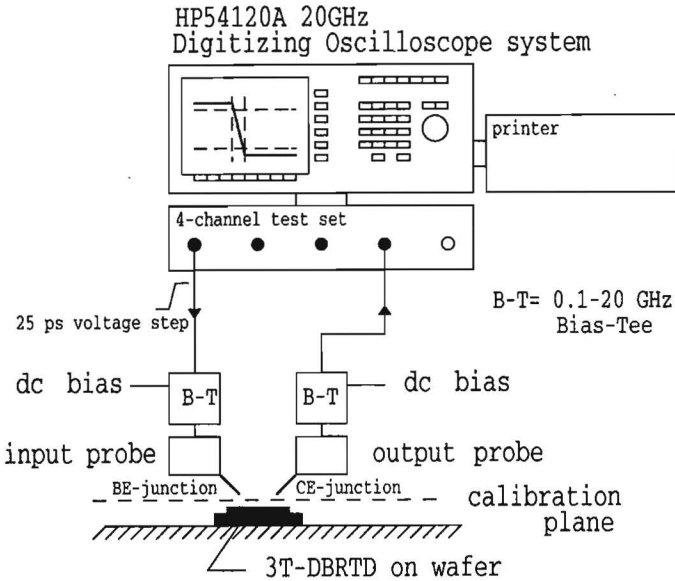 HP54120A 20GHz
Digitizing Oscilloscope system
printer
4-channel test set
B-T= 0.1-20 GHz
Bias-Tee
25 ps voltage step
dc bias
B-T
B-T
dc bias
input probe
output probe
BE-junction
CE-junction
calibration
plane
3T-DBRTD on wafer